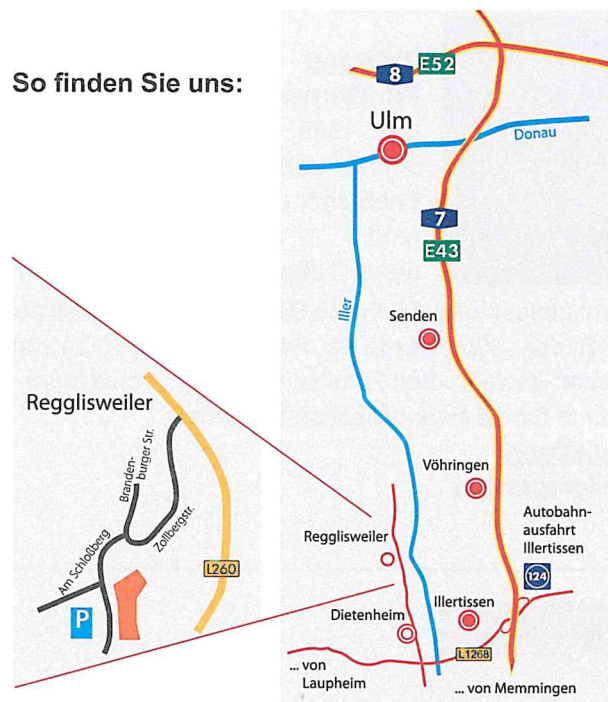 So finden Sie uns:
8
E52
Ulm
Donau
7
E43
Iller
Senden
Vöhringen
Autobahn-
ausfahrt
Illertissen
124
Regglisweiler
Dietenheim
Illertissen
L1268
... von
Laupheim
... von Memmingen
Regglisweiler
Branden-
burger Str.
Zollbergstr.
Am Schloßberg
L260
P